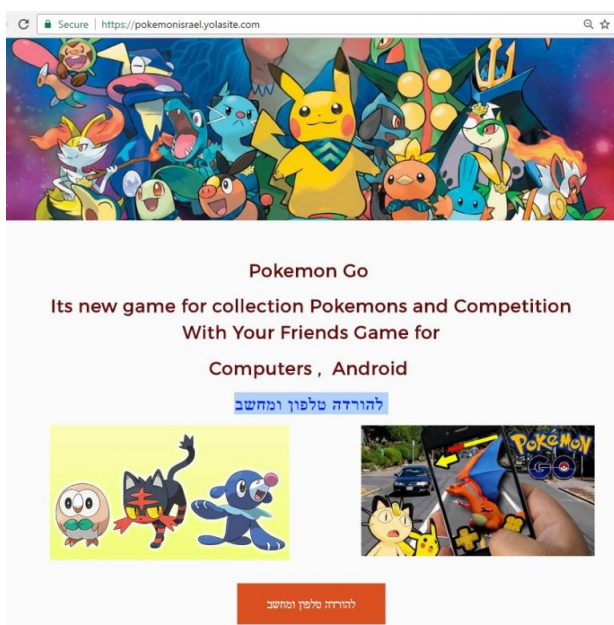 Secure | https://pokemonisrael.yolasite.com
Pokemon Go
Its new game for collection Pokemons and Competition
With Your Friends Game for
Computers , Android
להורדה טלפון ומחשב
POKÉMON
GO
להורדה טלפון ומחשב